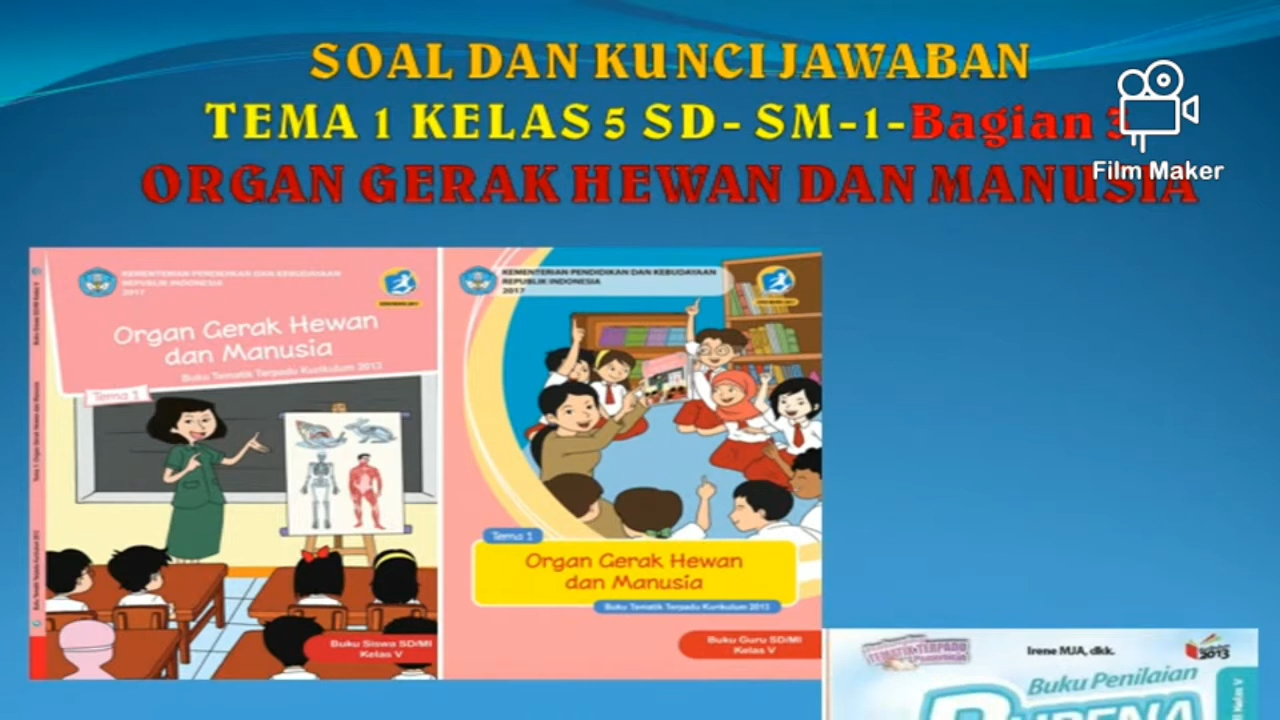 SOAL DAN KUNCI JAWABAN
TEMA 1 KELAS 5 SD- SM-1-Bagian 3
ORGAN GERAK HEWAN DAN MANUSIA
Film Maker
KEMENTERIAN PENDIDIKAN DAN KEBUDAYAAN
REPUBLIK INDONESIA
2017
Organ Gerak Hewan
dan Manusia
Buku Tematik Terpadu Kurikulum 2013
Tema 1
Buku Siswa SD/MI
Kelas V
KEMENTERIAN PENDIDIKAN DAN KEBUDAYAAN
REPUBLIK INDONESIA
2017
Tema 1
Organ Gerak Hewan
dan Manusia
Buku Tematik Terpadu Kurikulum 2013
Buku Guru SD/MI
Kelas V
TEMATIK TERPADU
Irene MJA, dkk.
2013
Buku Penilaian
Kelas V